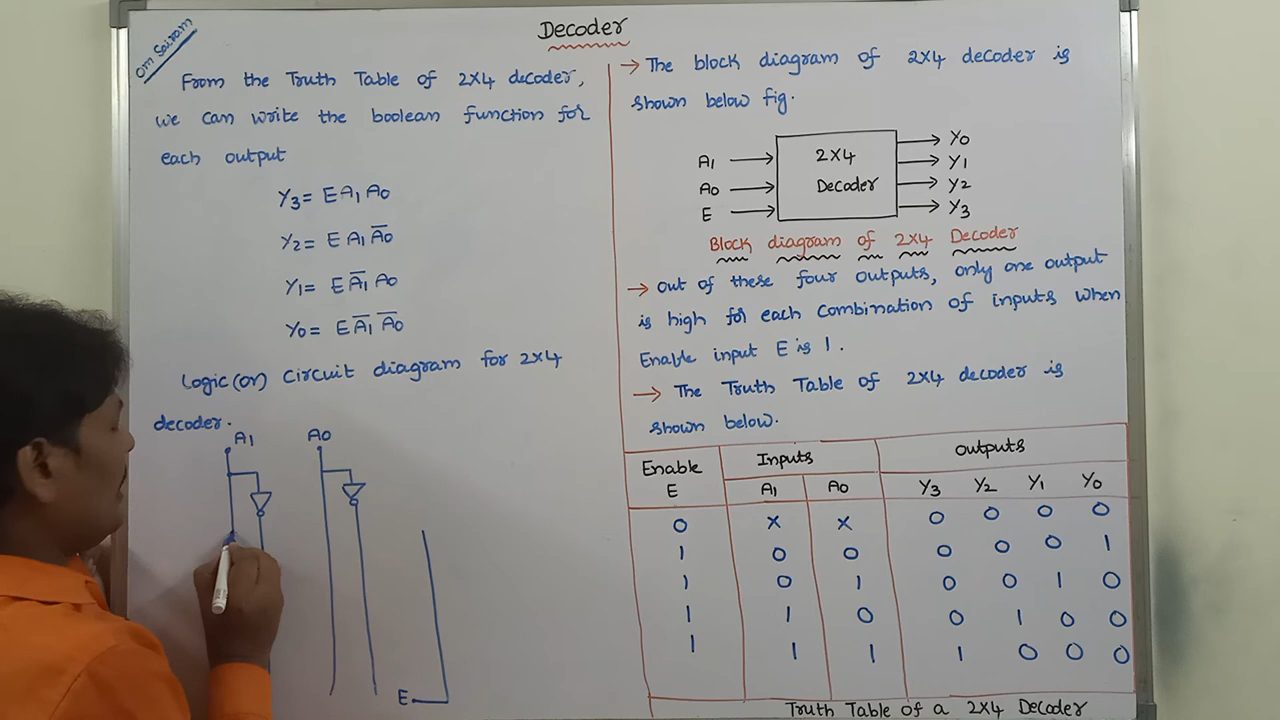 Om Sairam
Decoder
From the Truth Table of 2x4 decoder,
we can write the boolean function for
each output
Y3 = E A1 A0
Y2 = E A1 A̅0
Y1 = E A̅1 A0
Y0 = E A̅1 A̅0
Logic (or) circuit diagram for 2x4
decoder.
A1 A0
E
→ The block diagram of 2x4 decoder is
shown below fig.
A1 2x4 Y0
A0 Decoder Y1
E Y2
Y3
Block diagram of 2x4 Decoder
→ out of these four outputs, only one output
is high for each combination of inputs when
Enable input E is 1.
→ The Truth Table of 2x4 decoder is
shown below.
Enable Inputs outputs
E A1 A0 Y3 Y2 Y1 Y0
0 x x 0 0 0 0
1 0 0 0 0 0 1
1 0 1 0 0 1 0
1 1 0 0 1 0 0
1 1 1 1 0 0 0
Truth Table of a 2x4 Decoder